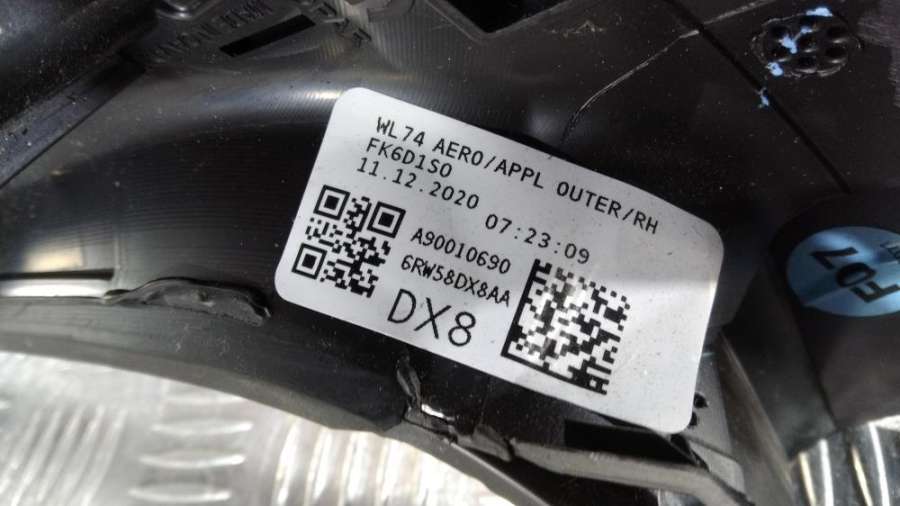 WL74 AERO/APPL OUTER/RH
FK6D1S0
11.12.2020 07:23:09
A90010690
6RW58DX8AA
DX8
F07